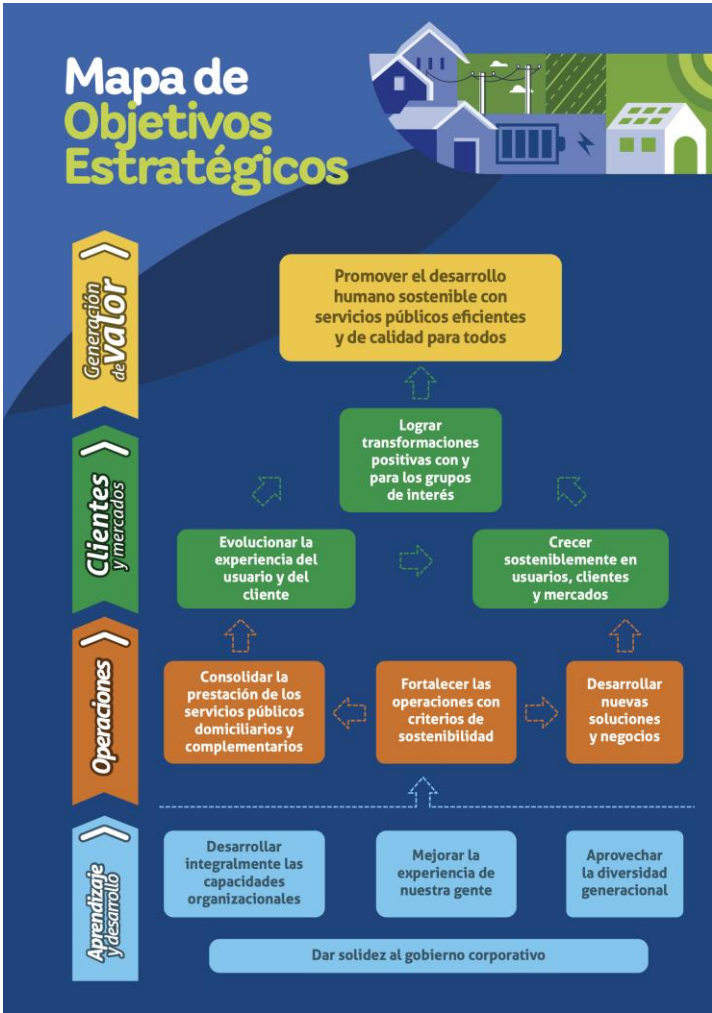 Mapa de
Objetivos
Estratégicos
Generación
de valor
Promover el desarrollo
humano sostenible con
servicios públicos eficientes
y de calidad para todos
Clientes
y mercados
Lograr
transformaciones
positivas con y
para los grupos
de interés
Evolucionar la
experiencia del
usuario y del
cliente
Crecer
sosteniblemente en
usuarios, clientes
y mercados
Operaciones
Consolidar la
prestación de los
servicios públicos
domiciliarios y
complementarios
Fortalecer las
operaciones con
criterios de
sostenibilidad
Desarrollar
nuevas
soluciones
y negocios
Aprendizaje
y desarrollo
Desarrollar
integralmente las
capacidades
organizacionales
Mejorar la
experiencia de
nuestra gente
Aprovechar
la diversidad
generacional
Dar solidez al gobierno corporativo